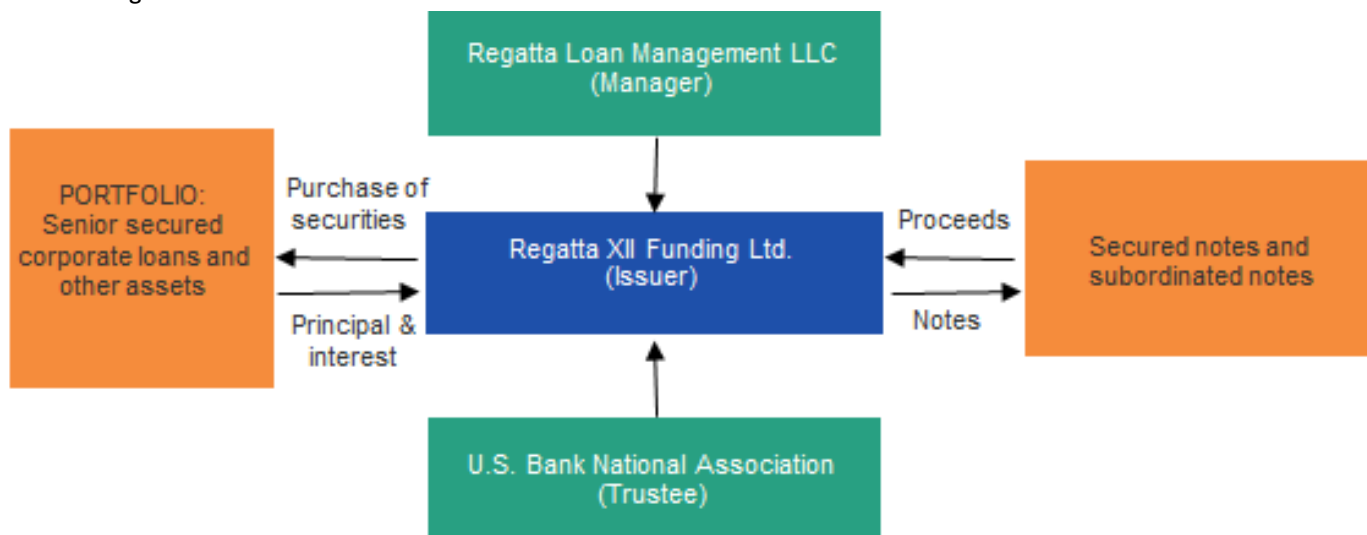 Regatta Loan Management LLC
(Manager)
PORTFOLIO:
Senior secured
corporate loans and
other assets
Purchase of
securities
Principal &
interest
Regatta XII Funding Ltd.
(Issuer)
Proceeds
Notes
Secured notes and
subordinated notes
U.S. Bank National Association
(Trustee)